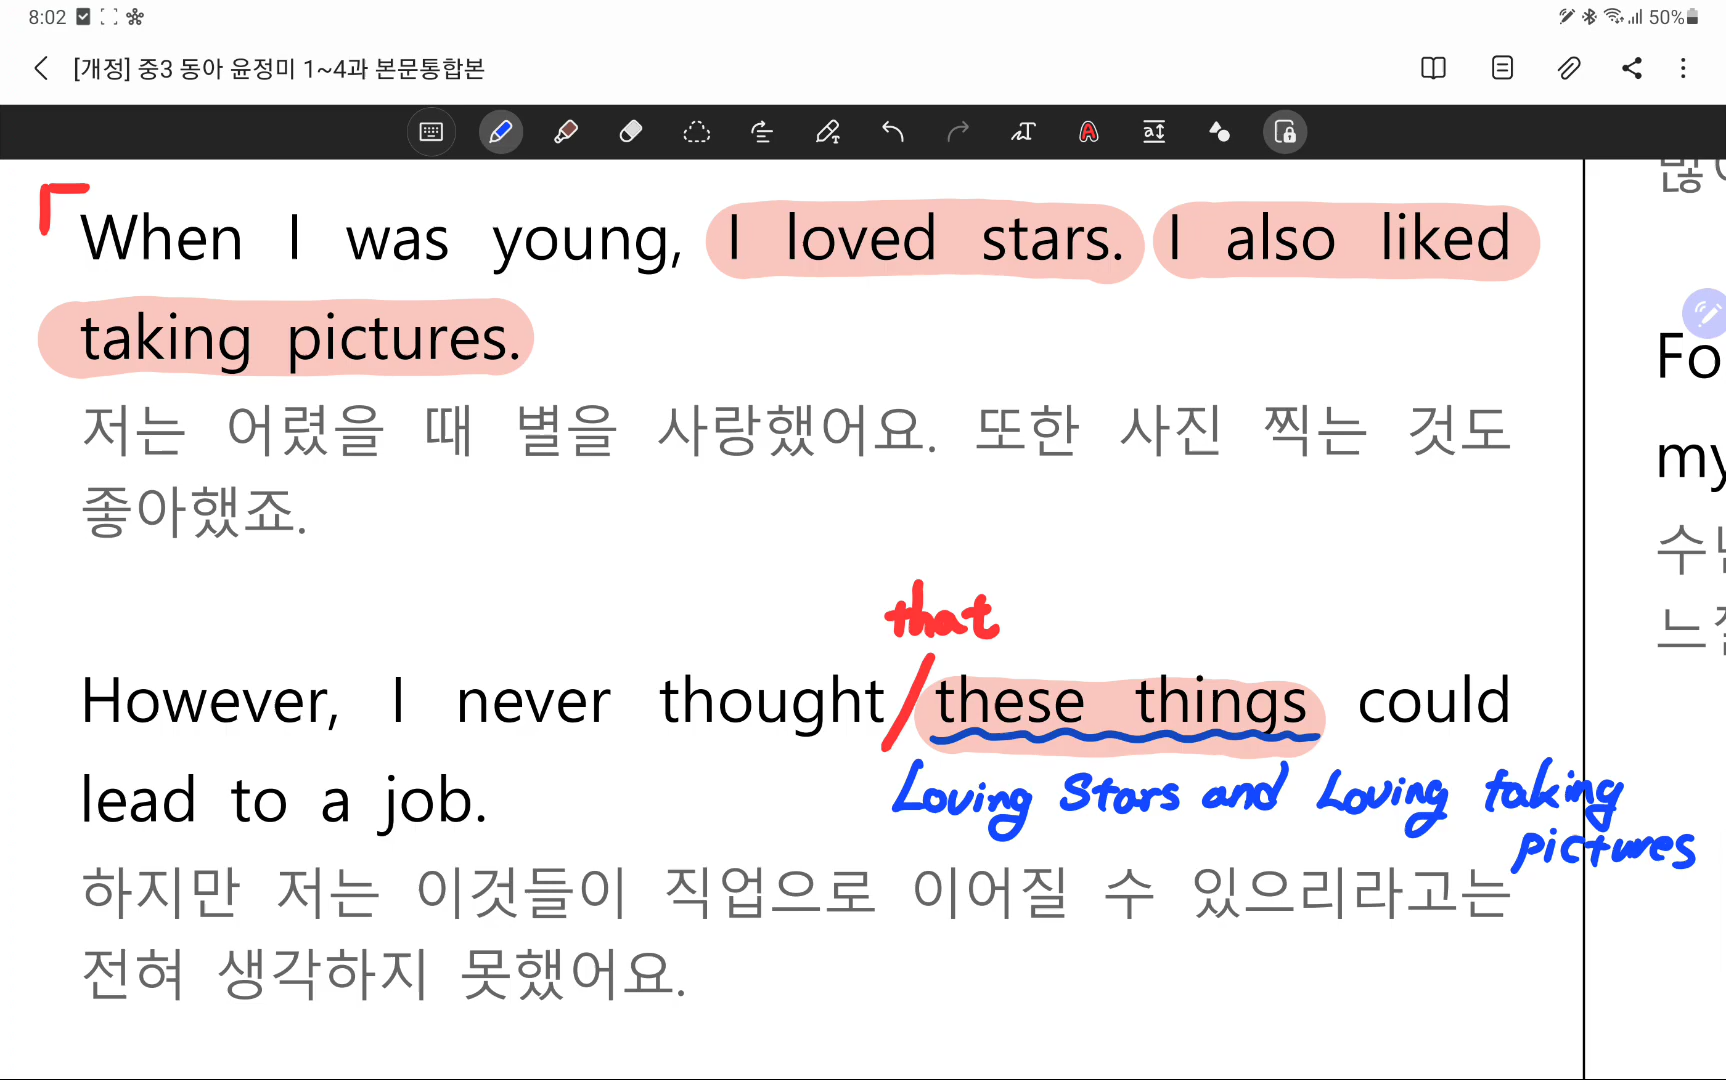 8:02
50%
[개정] 중3 동아 윤정미 1~4과 본문통합본
When I was young, I loved stars. I also liked
taking pictures.
저는 어렸을 때 별을 사랑했어요. 또한 사진 찍는 것도
좋아했죠.
that
However, I never thought / these things could
lead to a job.
Loving Stars and Loving taking
pictures
하지만 저는 이것들이 직업으로 이어질 수 있으리라고는
전혀 생각하지 못했어요.
Fo
my